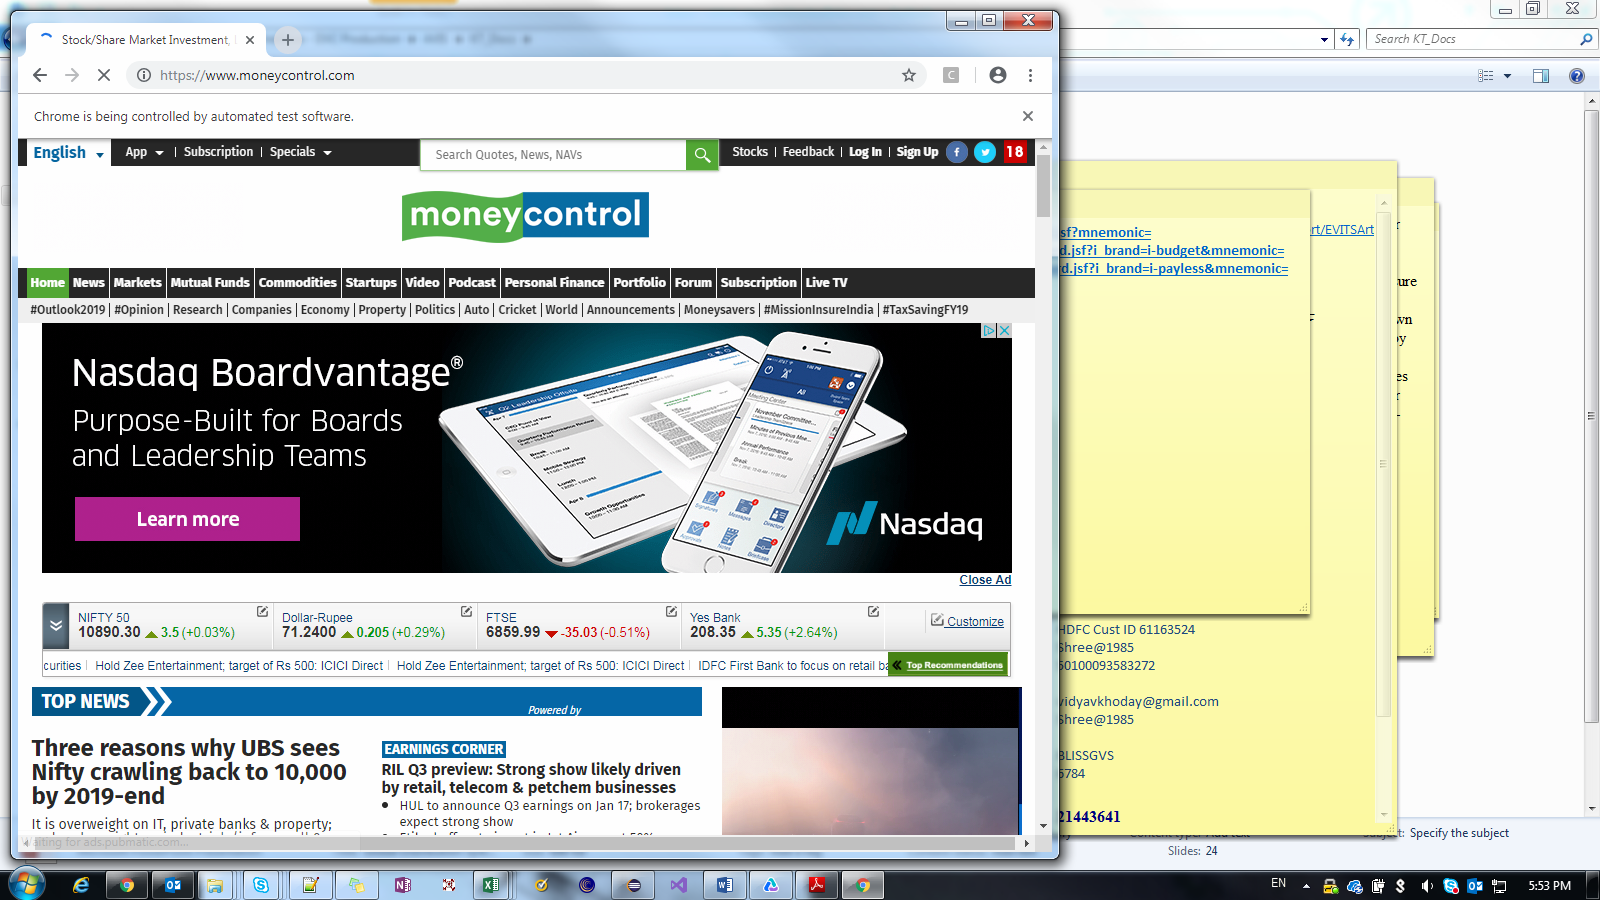 Stock/Share Market Investment,
https://www.moneycontrol.com
Search KT_Docs
Chrome is being controlled by automated test software.
English
App | Subscription | Specials
Search Quotes, News, NAVs
Stocks | Feedback | Log In | Sign Up
18
moneycontrol
Home News Markets Mutual Funds Commodities Startups Video Podcast Personal Finance Portfolio Forum Subscription Live TV
#Outlook2019 | #Opinion | Research | Companies | Economy | Property | Politics | Auto | Cricket | World | Announcements | Moneysavers | #MissionInsureIndia | #TaxSavingFY19
Nasdaq Boardvantage®
Purpose-Built for Boards
and Leadership Teams
Learn more
Nasdaq
Close Ad
NIFTY 50
10890.30 3.5 (+0.03%)
Dollar-Rupee
71.2400 0.205 (+0.29%)
FTSE
6859.99 -35.03 (-0.51%)
Yes Bank
208.35 5.35 (+2.64%)
Customize
curities | Hold Zee Entertainment; target of Rs 500: ICICI Direct | Hold Zee Entertainment; target of Rs 500: ICICI Direct | IDFC First Bank to focus on retail ba
Top Recommendations
TOP NEWS
Powered by
Three reasons why UBS sees
Nifty crawling back to 10,000
by 2019-end
It is overweight on IT, private banks & property;
EARNINGS CORNER
RIL Q3 preview: Strong show likely driven
by retail, telecom & petchem businesses
HUL to announce Q3 earnings on Jan 17; brokerages
expect strong show
Waiting for ads.pubmatic.com...
sf?mnemonic=
d.jsf?i_brand=i-budget&mnemonic=
d.jsf?i_brand=i-payless&mnemonic=
rt/EVITSArt
r
sure
wn
by
es
r
HDFC Cust ID 61163524
Shree@1985
50100093583272
vidyavkhoday@gmail.com
Shree@1985
BLISSGVS
6784
21443641
Subject: Specify the subject
Slides: 24
EN
5:53 PM